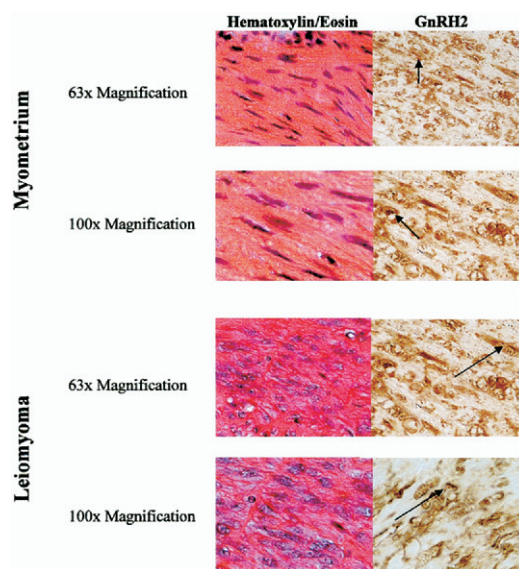 Hematoxylin/Eosin GnRH2
Myometrium
63x Magnification
100x Magnification
Leiomyoma
63x Magnification
100x Magnification